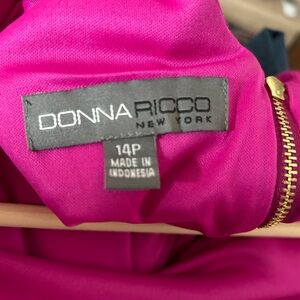 DONNA RICCO
NEW YORK
14P
MADE IN
INDONESIA